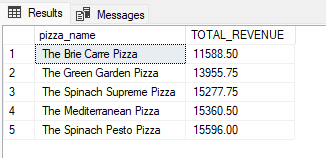 Results Messages
pizza_name TOTAL_REVENUE
1 The Brie Carre Pizza 11588.50
2 The Green Garden Pizza 13955.75
3 The Spinach Supreme Pizza 15277.75
4 The Mediterranean Pizza 15360.50
5 The Spinach Pesto Pizza 15596.00